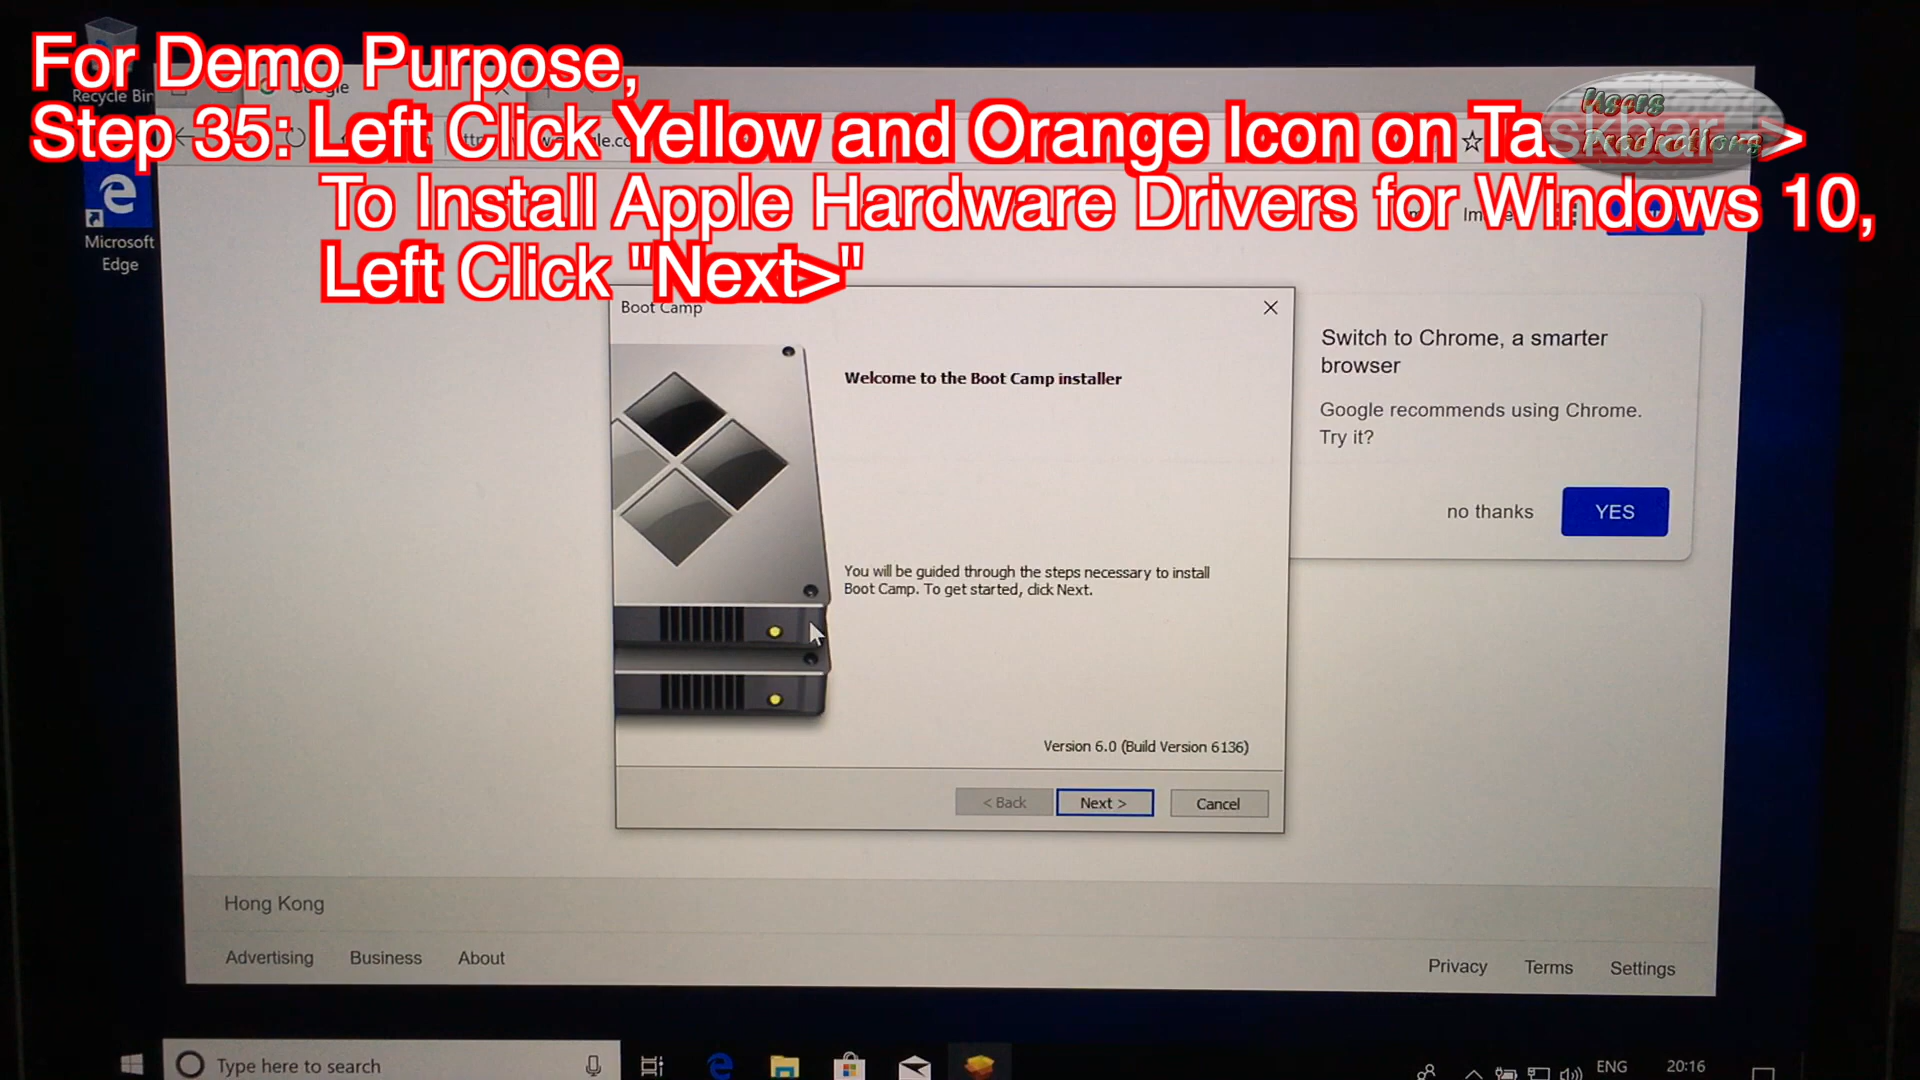 For Demo Purpose,
Step 35: Left Click Yellow and Orange Icon on Taskbar >
To Install Apple Hardware Drivers for Windows 10,
Left Click "Next>"
Users
Productions
Recycle Bin
Google
Microsoft
Edge
Boot Camp
Welcome to the Boot Camp installer
You will be guided through the steps necessary to install
Boot Camp. To get started, click Next.
Version 6.0 (Build Version 6136)
< Back
Next >
Cancel
Switch to Chrome, a smarter
browser
Google recommends using Chrome.
Try it?
no thanks
YES
Hong Kong
Advertising
Business
About
Privacy
Terms
Settings
Type here to search
ENG
20:16